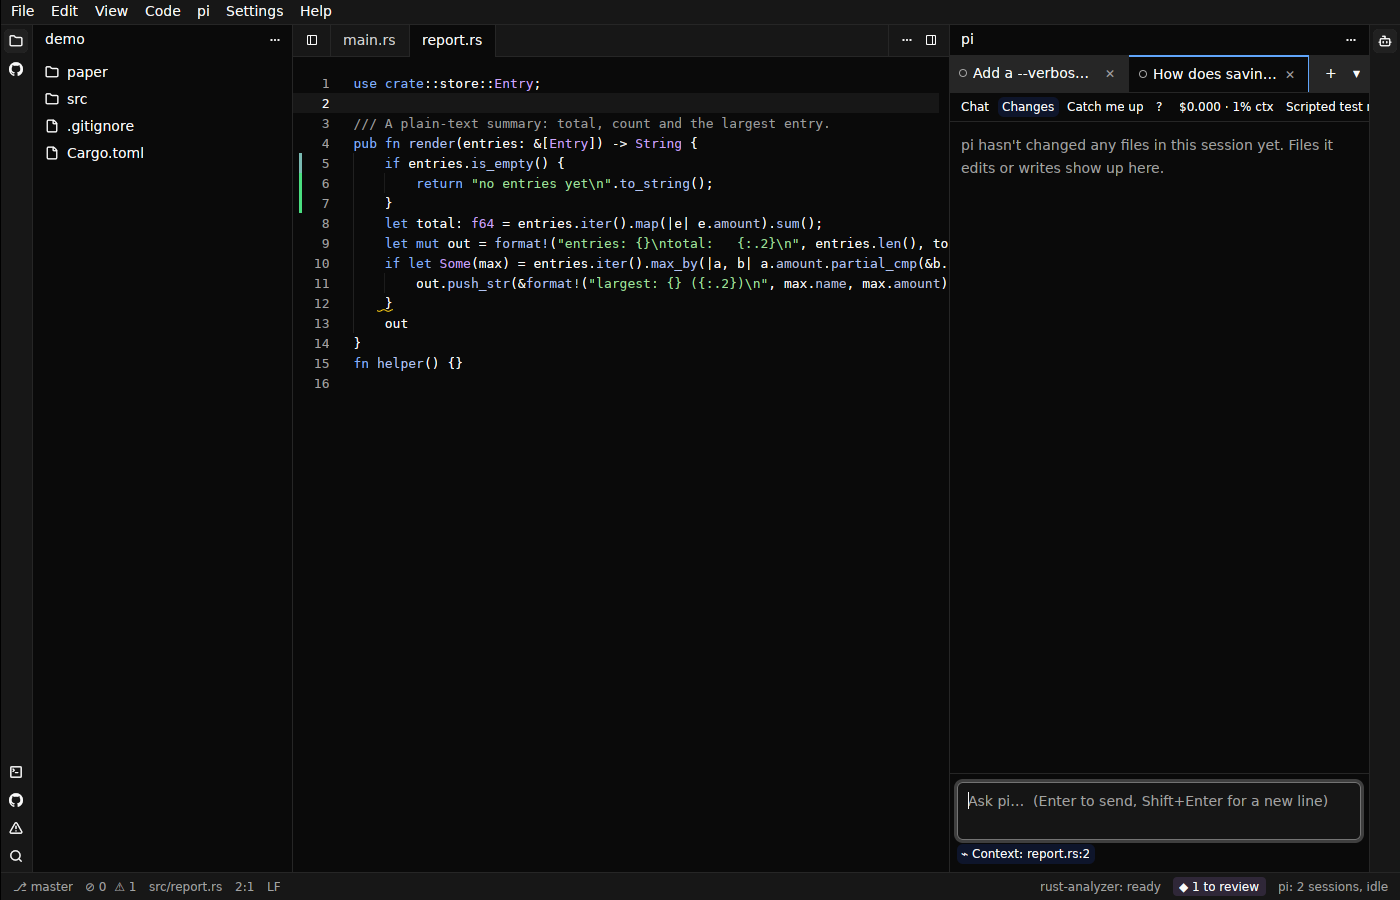 File Edit View Code pi Settings Help
demo ···
paper
src
.gitignore
Cargo.toml
main.rs report.rs ···
1 use crate::store::Entry;
2
3 /// A plain-text summary: total, count and the largest entry.
4 pub fn render(entries: &[Entry]) -> String {
5 if entries.is_empty() {
6 return "no entries yet\n".to_string();
7 }
8 let total: f64 = entries.iter().map(|e| e.amount).sum();
9 let mut out = format!("entries: {}\ntotal:   {:.2}\n", entries.len(), to
10 if let Some(max) = entries.iter().max_by(|a, b| a.amount.partial_cmp(&b.
11 out.push_str(&format!("largest: {} ({:.2})\n", max.name, max.amount)
12 }
13 out
14 }
15 fn helper() {}
16
pi ···
Add a --verbos... × How does savin... × + ▾
Chat Changes Catch me up ? $0.000 · 1% ctx Scripted test
pi hasn't changed any files in this session yet. Files it
edits or writes show up here.
Ask pi... (Enter to send, Shift+Enter for a new line)
Context: report.rs:2
master 0 1 src/report.rs 2:1 LF
rust-analyzer: ready ◆ 1 to review pi: 2 sessions, idle